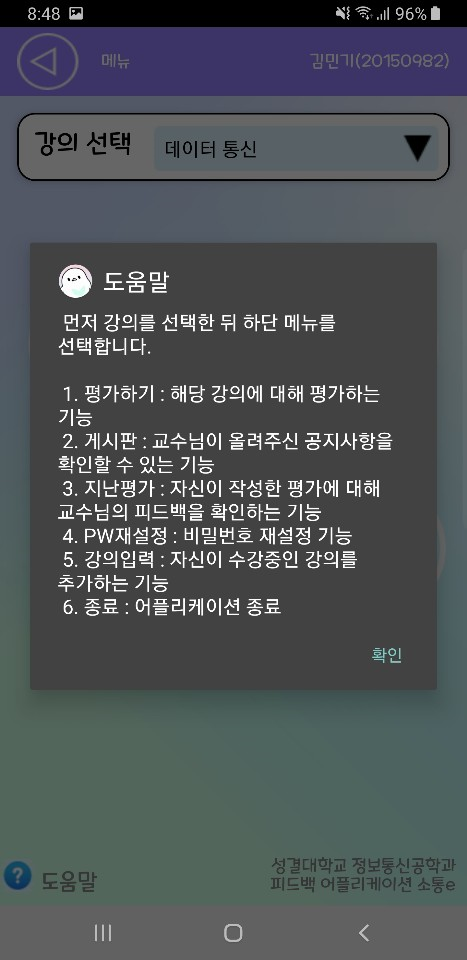 8:48
96%
메뉴
김민기(20150982)
강의 선택
데이터 통신
도움말
먼저 강의를 선택한 뒤 하단 메뉴를
선택합니다.
1. 평가하기 : 해당 강의에 대해 평가하는
기능
2. 게시판 : 교수님이 올려주신 공지사항을
확인할 수 있는 기능
3. 지난평가 : 자신이 작성한 평가에 대해
교수님의 피드백을 확인하는 기능
4. PW재설정 : 비밀번호 재설정 기능
5. 강의입력 : 자신이 수강중인 강의를
추가하는 기능
6. 종료 : 어플리케이션 종료
확인
? 도움말
성결대학교 정보통신공학과
피드백 어플리케이션 소통e